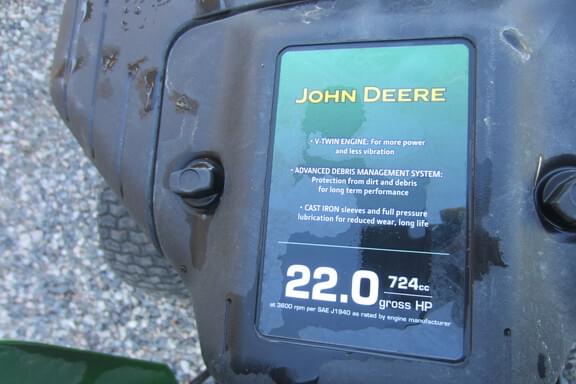 JOHN DEERE
• V-TWIN ENGINE: For more power
and less vibration
• ADVANCED DEBRIS MANAGEMENT SYSTEM:
Protection from dirt and debris
for long term performance
• CAST IRON sleeves and full pressure
lubrication for reduced wear, long life
22.0 724cc
gross HP
at 3600 rpm per SAE J1940 as rated by engine manufacturer